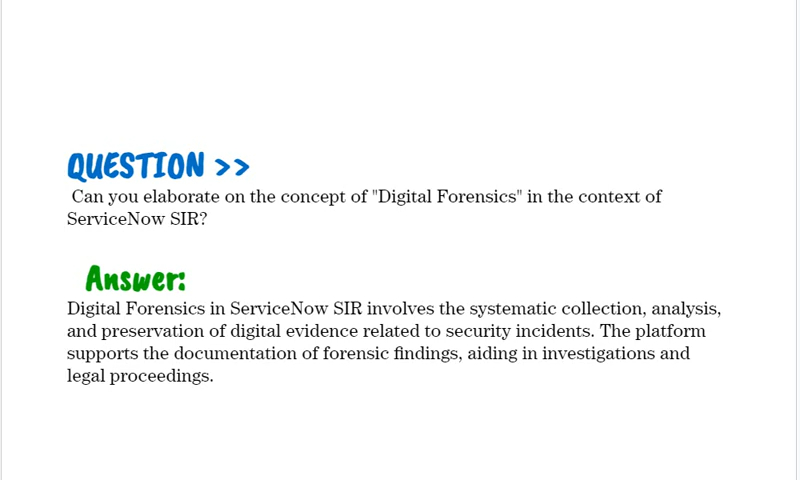 QUESTION >>
Can you elaborate on the concept of "Digital Forensics" in the context of
ServiceNow SIR?
Answer:
Digital Forensics in ServiceNow SIR involves the systematic collection, analysis,
and preservation of digital evidence related to security incidents. The platform
supports the documentation of forensic findings, aiding in investigations and
legal proceedings.